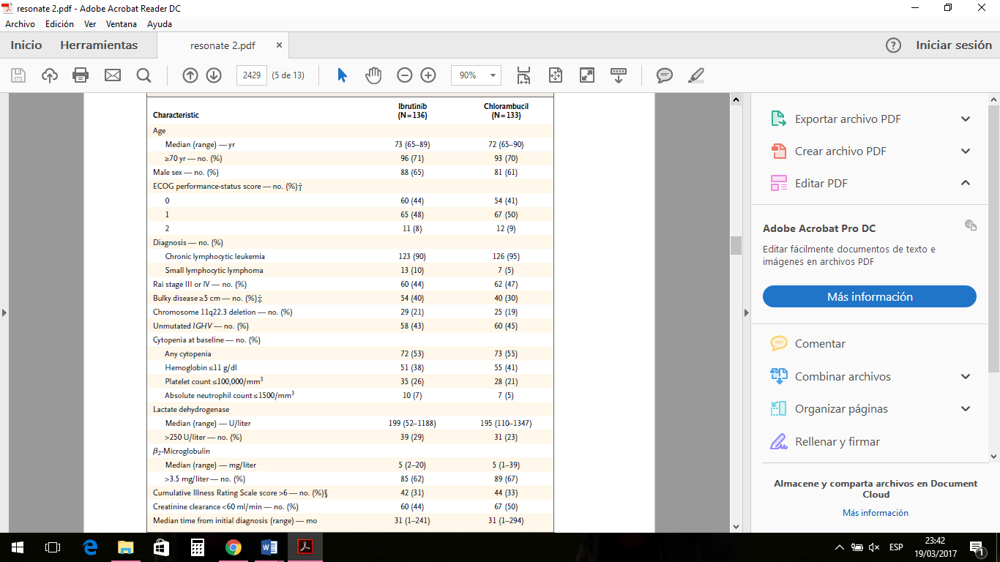 resonate 2.pdf - Adobe Acrobat Reader DC
Archivo Edición Ver Ventana Ayuda
Inicio Herramientas resonate 2.pdf × Iniciar sesión
2429 (5 de 13) 90%
Characteristic Ibrutinib (N=136) Chlorambucil (N=133)
Age
Median (range) — yr 73 (65–89) 72 (65–90)
≥70 yr — no. (%) 96 (71) 93 (70)
Male sex — no. (%) 88 (65) 81 (61)
ECOG performance-status score — no. (%)†
0 60 (44) 54 (41)
1 65 (48) 67 (50)
2 11 (8) 12 (9)
Diagnosis — no. (%)
Chronic lymphocytic leukemia 123 (90) 126 (95)
Small lymphocytic lymphoma 13 (10) 7 (5)
Rai stage III or IV — no. (%) 60 (44) 62 (47)
Bulky disease ≥5 cm — no. (%)‡ 54 (40) 40 (30)
Chromosome 11q22.3 deletion — no. (%) 29 (21) 25 (19)
Unmutated IGHV — no. (%) 58 (43) 60 (45)
Cytopenia at baseline — no. (%)
Any cytopenia 72 (53) 73 (55)
Hemoglobin ≤11 g/dl 51 (38) 55 (41)
Platelet count ≤100,000/mm³ 35 (26) 28 (21)
Absolute neutrophil count ≤1500/mm³ 10 (7) 7 (5)
Lactate dehydrogenase
Median (range) — U/liter 199 (52–1188) 195 (110–1347)
>250 U/liter — no. (%) 39 (29) 31 (23)
β₂-Microglobulin
Median (range) — mg/liter 5 (2–20) 5 (1–39)
>3.5 mg/liter — no. (%) 85 (62) 89 (67)
Cumulative Illness Rating Scale score >6 — no. (%)§ 42 (31) 44 (33)
Creatinine clearance <60 ml/min — no. (%) 60 (44) 67 (50)
Median time from initial diagnosis (range) — mo 31 (1–241) 31 (1–294)
Exportar archivo PDF
Crear archivo PDF
Editar PDF
Adobe Acrobat Pro DC
Editar fácilmente documentos de texto e
imágenes en archivos PDF
Más información
Comentar
Combinar archivos
Organizar páginas
Rellenar y firmar
Almacene y comparta archivos en Document
Cloud
Más información
ESP 23:42
19/03/2017 1